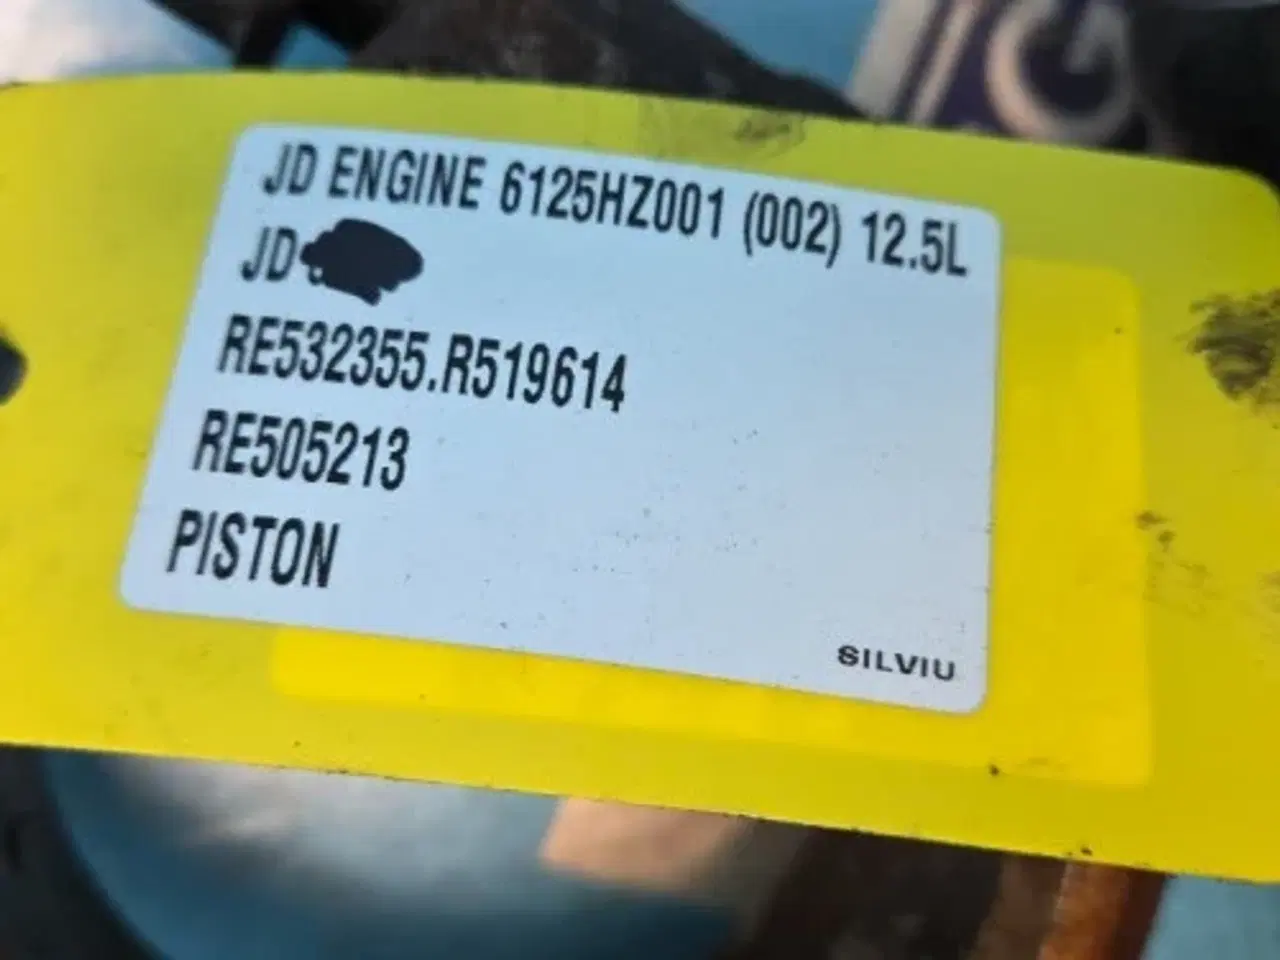 JD ENGINE 6125HZ001 (002) 12.5L
JD
RE532355.R519614
RE505213
PISTON
SILVIU
G